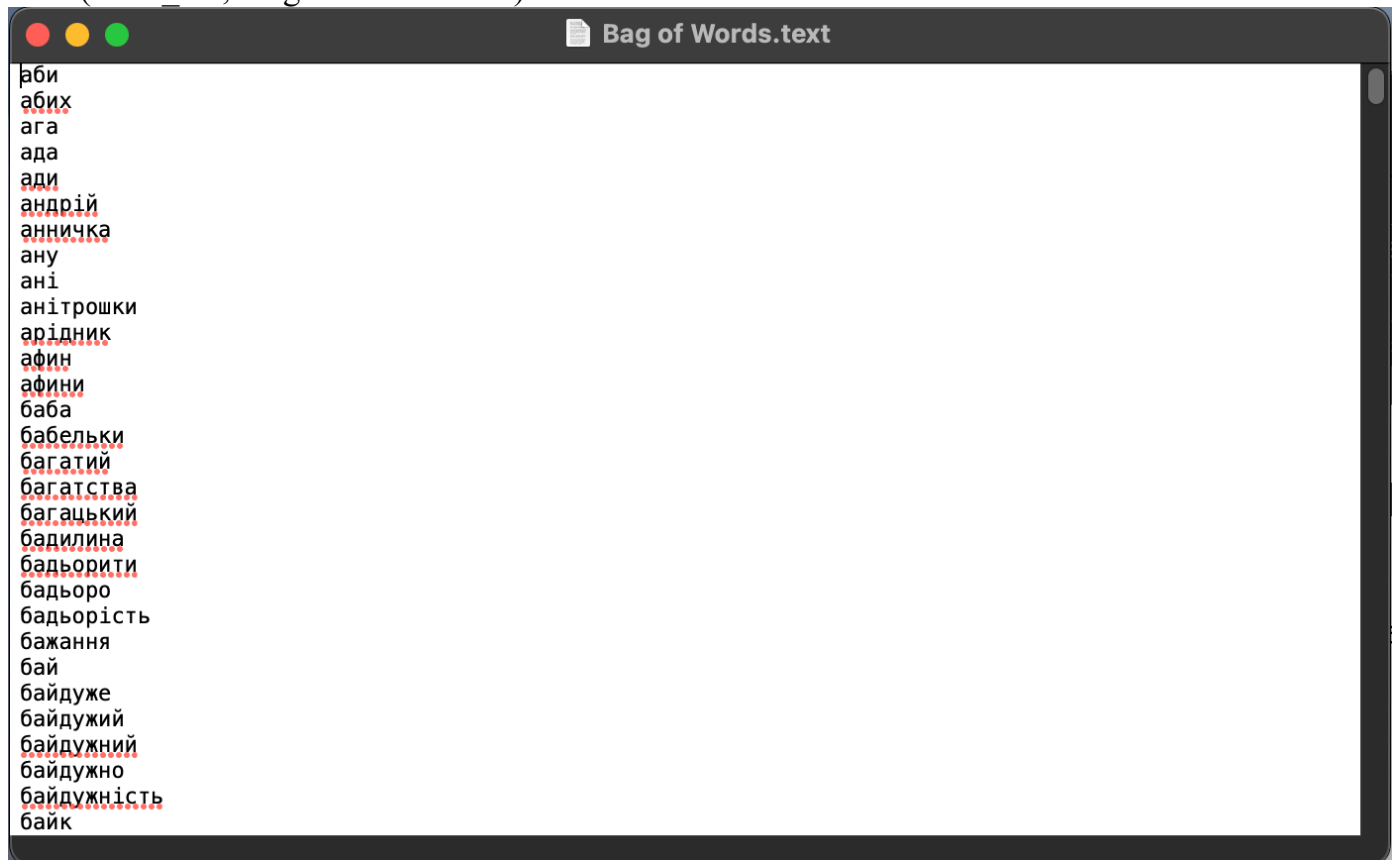 Bag of Words.text
аби
абих
ага
ада
ади
андрій
анничка
ану
ані
анітрошки
арідник
афин
афини
баба
бабельки
багатий
багатства
багацький
бадилина
бадьорити
бадьоро
бадьорість
бажання
бай
байдуже
байдужий
байдужний
байдужно
байдужність
байк